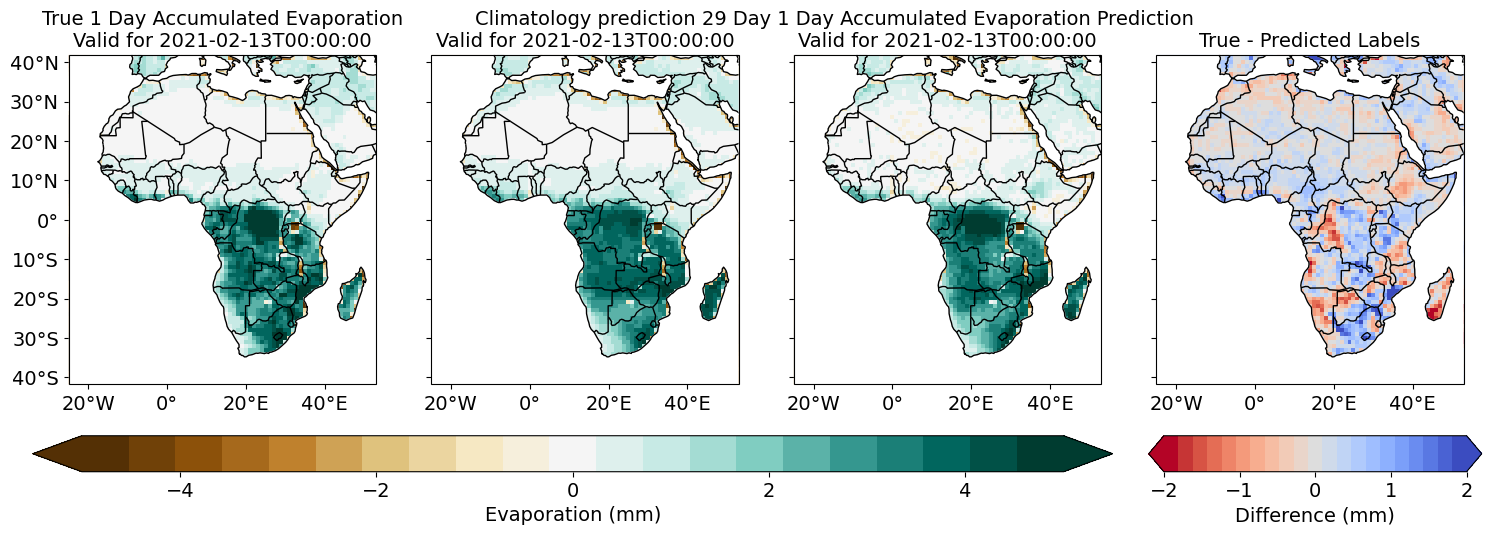 True 1 Day Accumulated Evaporation
Valid for 2021-02-13T00:00:00
Climatology prediction 29 Day 1 Day Accumulated Evaporation Prediction
Valid for 2021-02-13T00:00:00
Valid for 2021-02-13T00:00:00
True - Predicted Labels
40°N
30°N
20°N
10°N
0°
10°S
20°S
30°S
40°S
20°W 0° 20°E 40°E
20°W 0° 20°E 40°E
20°W 0° 20°E 40°E
20°W 0° 20°E 40°E
−4 −2 0 2 4
Evaporation (mm)
−2 −1 0 1 2
Difference (mm)